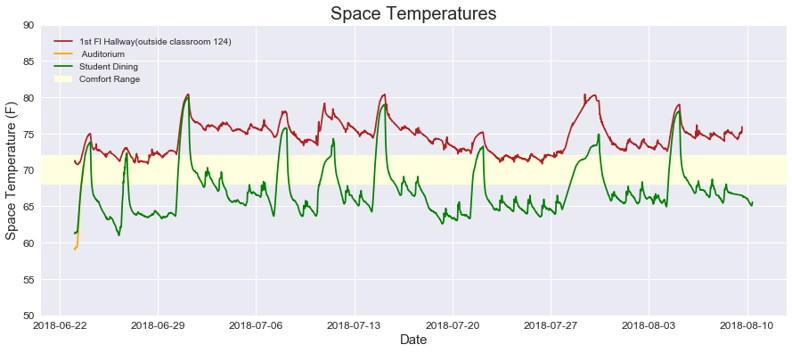 Space Temperatures
90
85
80
75
70
65
60
55
50
Space Temperature (F)
1st Fl Hallway(outside classroom 124)
Auditorium
Student Dining
Comfort Range
2018-06-22
2018-06-29
2018-07-06
2018-07-13
2018-07-20
2018-07-27
2018-08-03
2018-08-10
Date